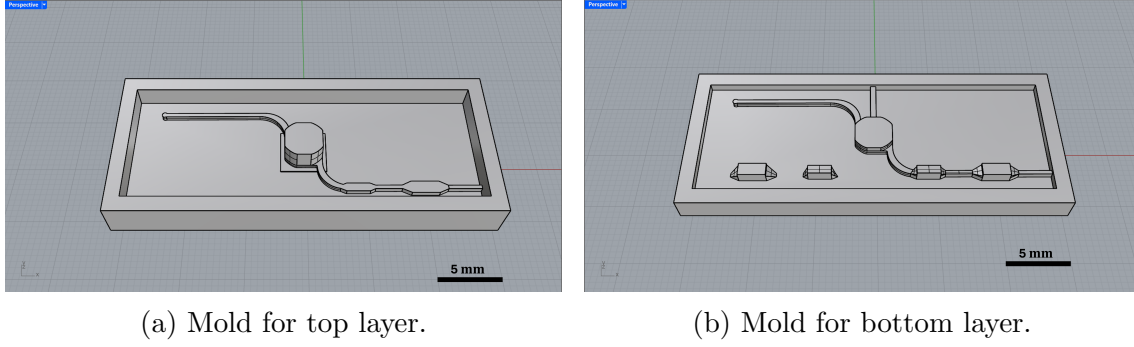 Perspective
Perspective
5 mm
5 mm
(a) Mold for top layer.
(b) Mold for bottom layer.